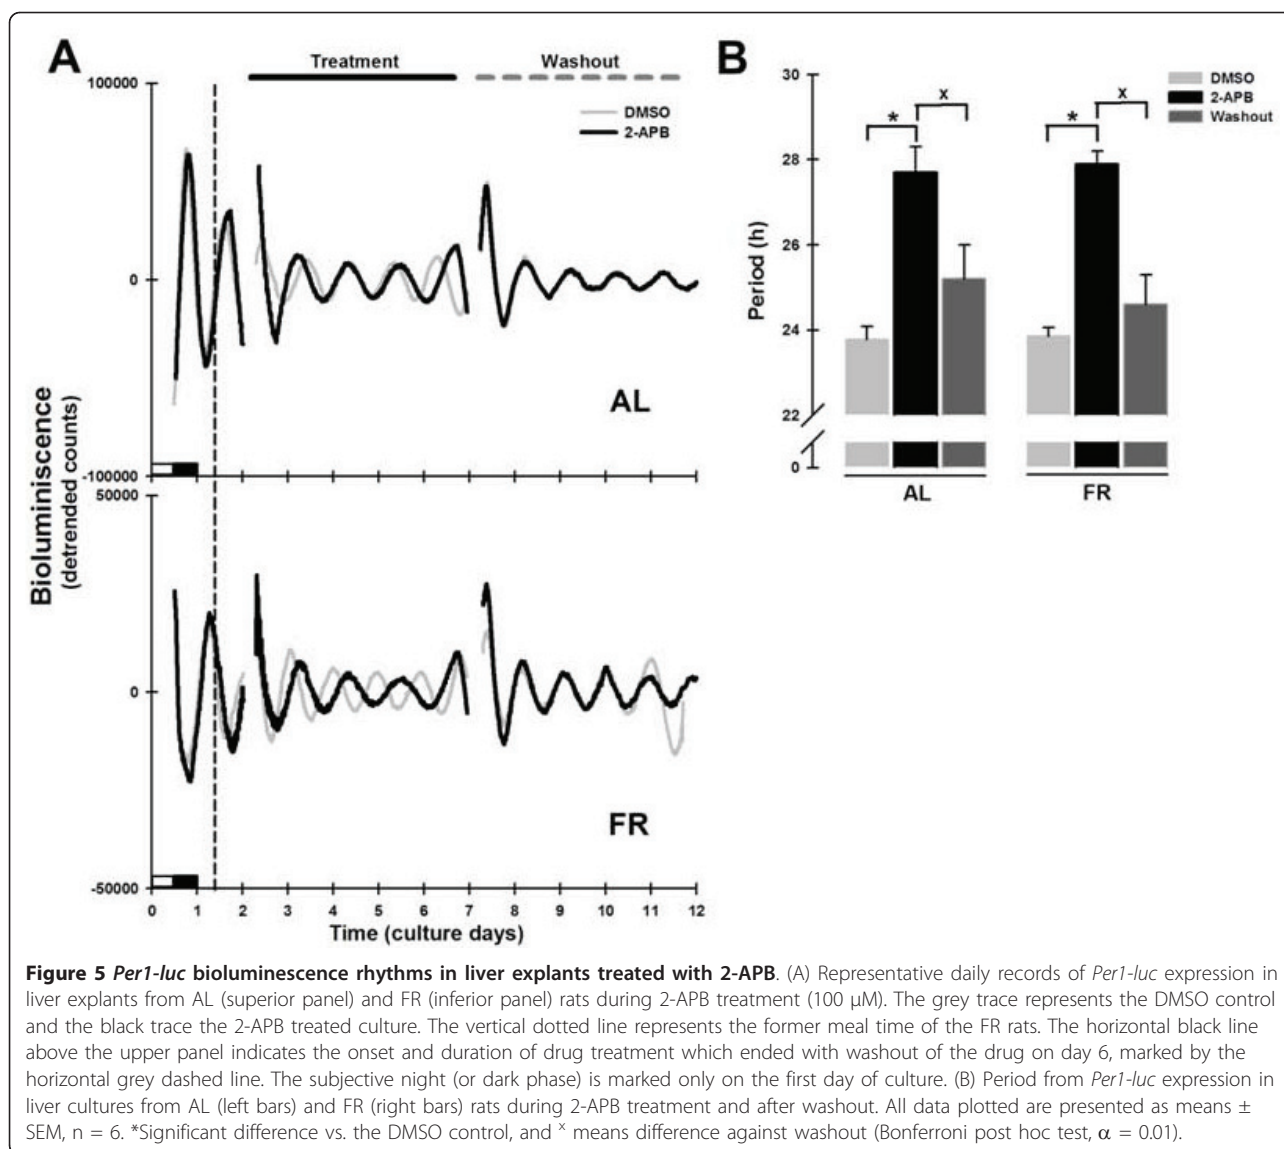 A
Treatment
Washout
DMSO
2-APB
100000
0
-100000
AL
50000
0
-50000
FR
Bioluminiscence
(detrended counts)
0 1 2 3 4 5 6 7 8 9 10 11 12
Time (culture days)
B
DMSO
2-APB
Washout
30
28
26
24
22
0
Period (h)
* x
* x
AL
FR
Figure 5 Per1-luc bioluminescence rhythms in liver explants treated with 2-APB. (A) Representative daily records of Per1-luc expression in
liver explants from AL (superior panel) and FR (inferior panel) rats during 2-APB treatment (100 μM). The grey trace represents the DMSO control
and the black trace the 2-APB treated culture. The vertical dotted line represents the former meal time of the FR rats. The horizontal black line
above the upper panel indicates the onset and duration of drug treatment which ended with washout of the drug on day 6, marked by the
horizontal grey dashed line. The subjective night (or dark phase) is marked only on the first day of culture. (B) Period from Per1-luc expression in
liver cultures from AL (left bars) and FR (right bars) rats during 2-APB treatment and after washout. All data plotted are presented as means ±
SEM, n = 6. *Significant difference vs. the DMSO control, and x means difference against washout (Bonferroni post hoc test, α = 0.01).